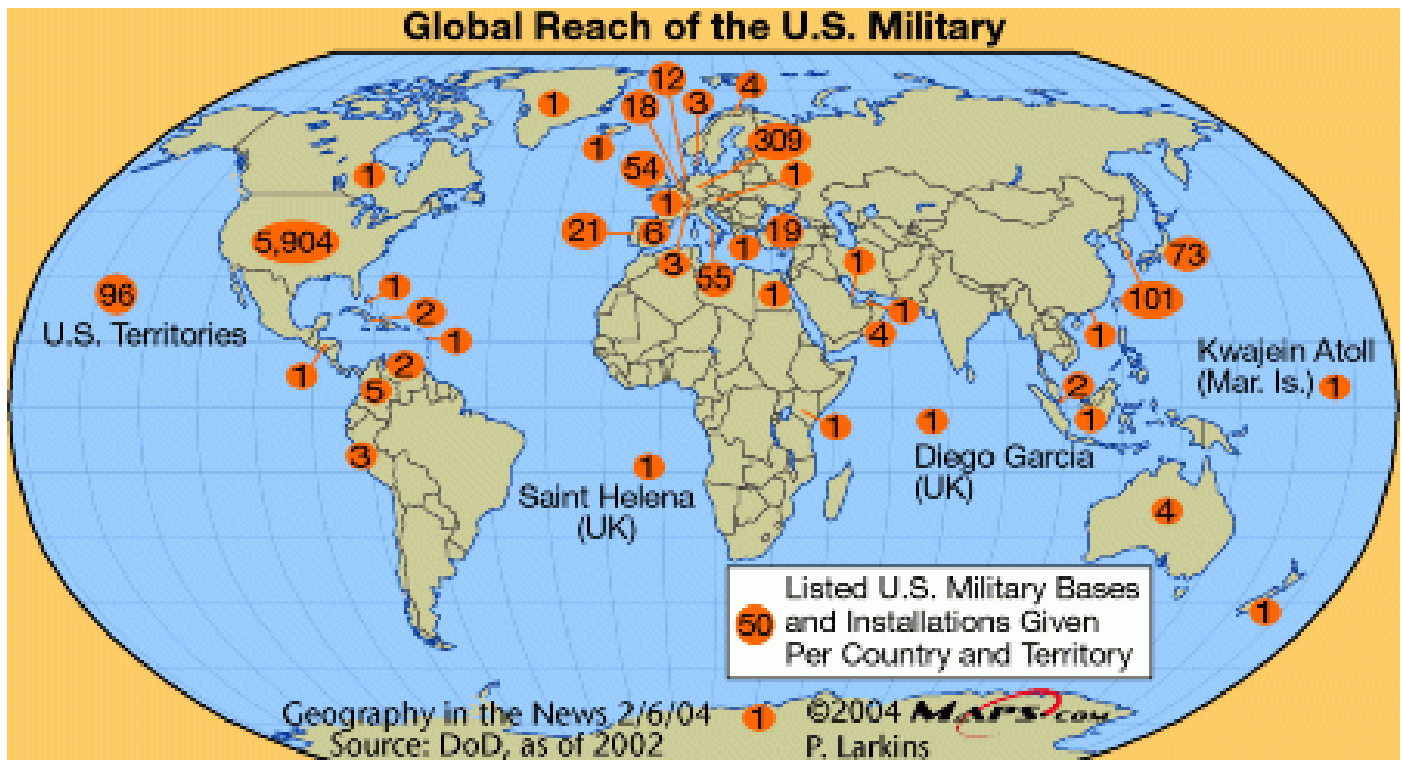 Global Reach of the U.S. Military
12
4
1
18
3
309
1
54
1
1
1
5,904
21
6
19
3
1
55
73
1
96
1
1
101
U.S. Territories
2
1
4
1
1
1
2
5
Kwajein Atoll
(Mar. Is.) 1
2
1
1
1
3
Diego Garcia
(UK)
1
Saint Helena
(UK)
4
Listed U.S. Military Bases
50 and Installations Given
Per Country and Territory
1
Geography in the News 2/6/04
1
©2004 MAPS.com
Source: DoD, as of 2002
P. Larkins